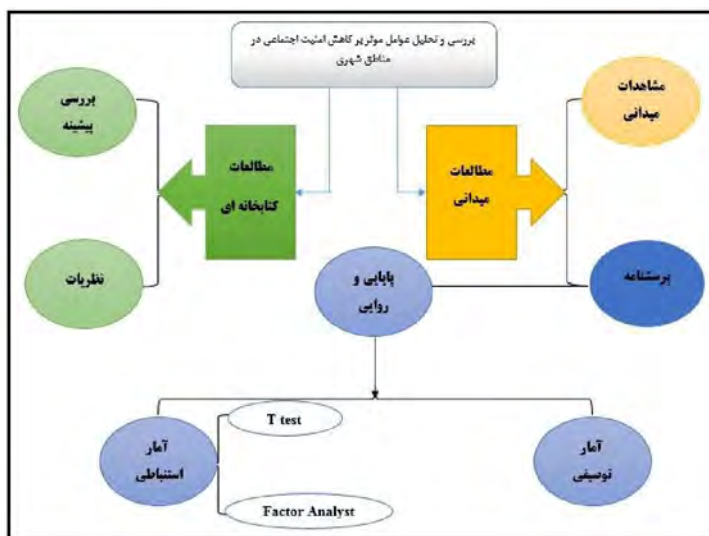 بررسی و تحلیل عوامل موثر بر کاهش امنیت اجتماعی در
مناطق شهری
مشاهدات
میدانی
مطالعات
میدانی
مطالعات
کتابخانه ای
بررسی
پیشینه
نظریات
پرسشنامه
پایایی و
روایی
آمار
توصیفی
آمار
استنباطی
T test
Factor Analyst